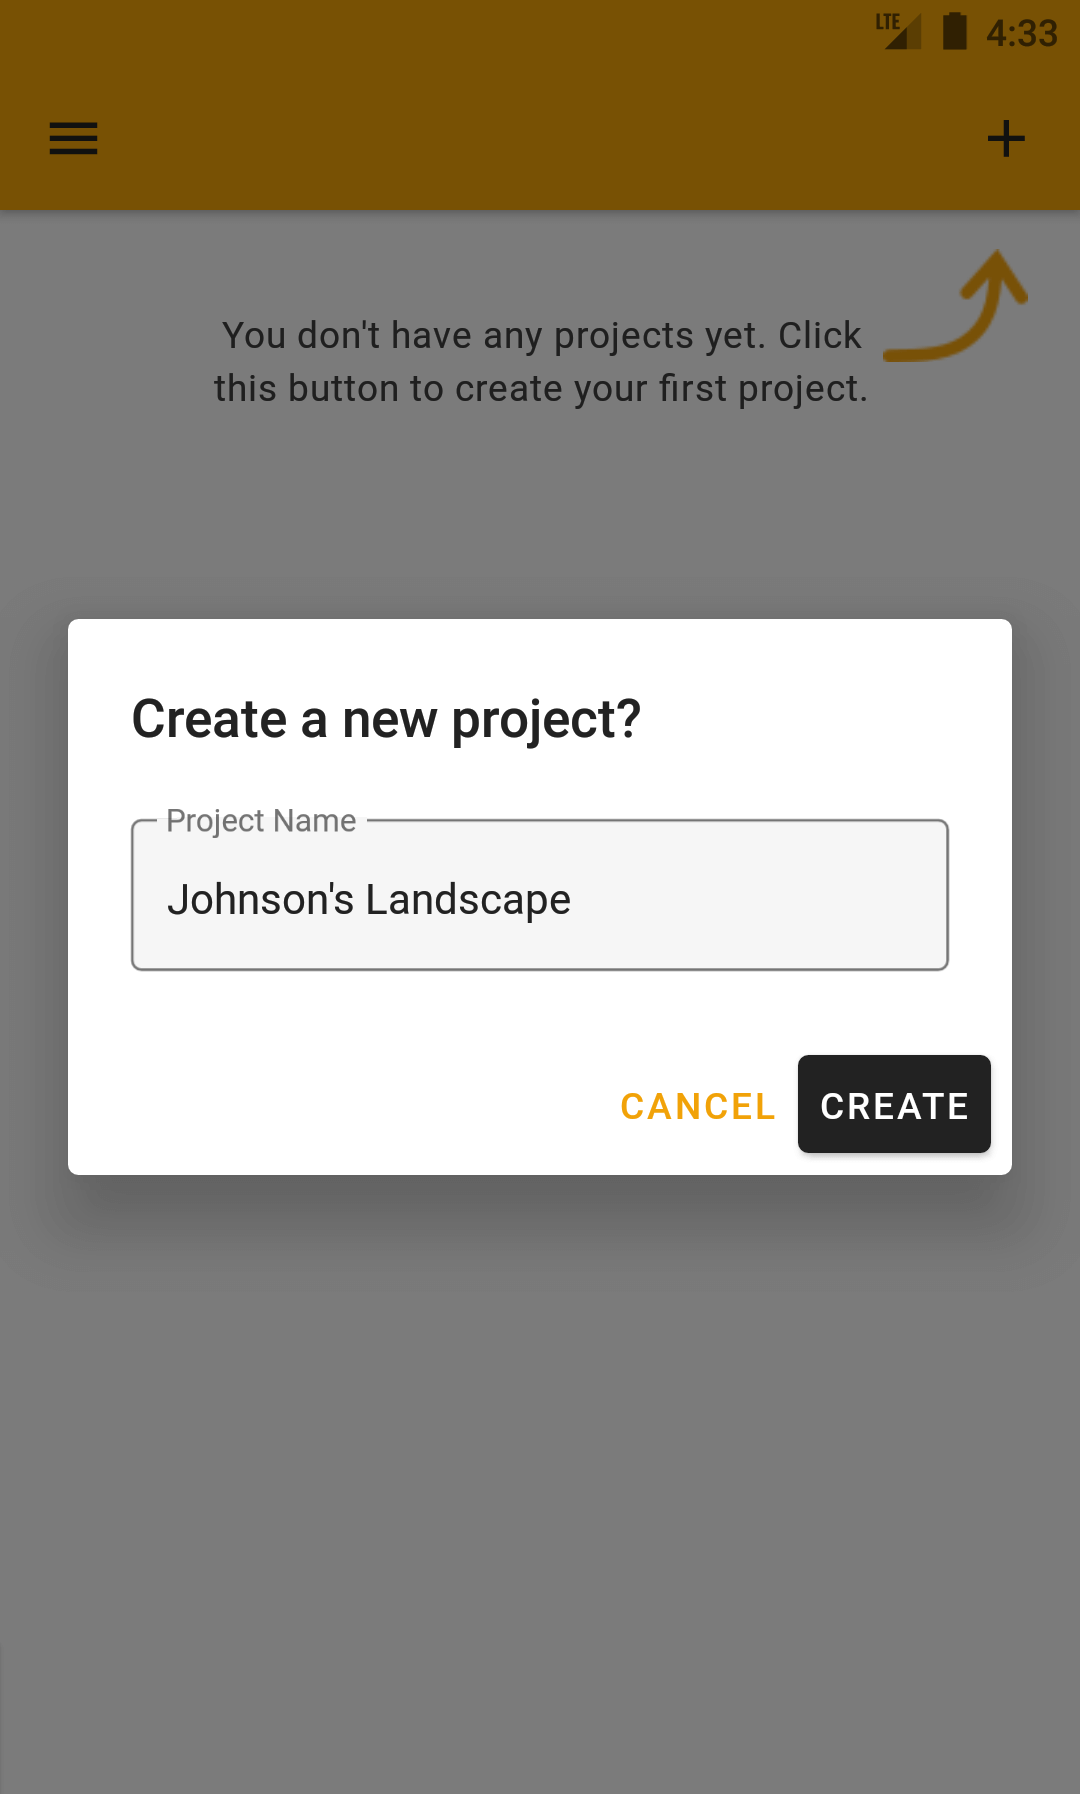 LTE 4:33
You don't have any projects yet. Click
this button to create your first project.
Create a new project?
Project Name
Johnson's Landscape
CANCEL CREATE